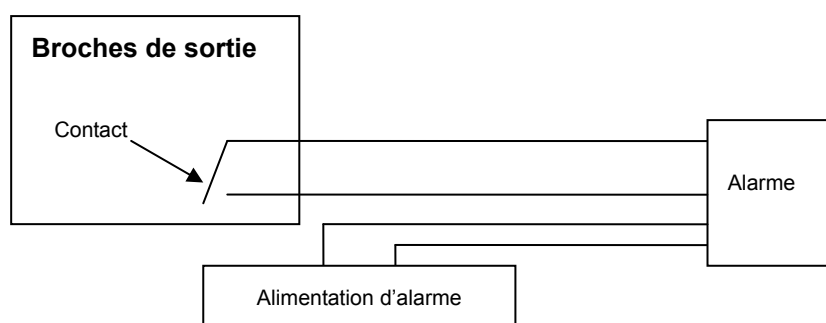 Broches de sortie
Contact
Alarme
Alimentation d’alarme